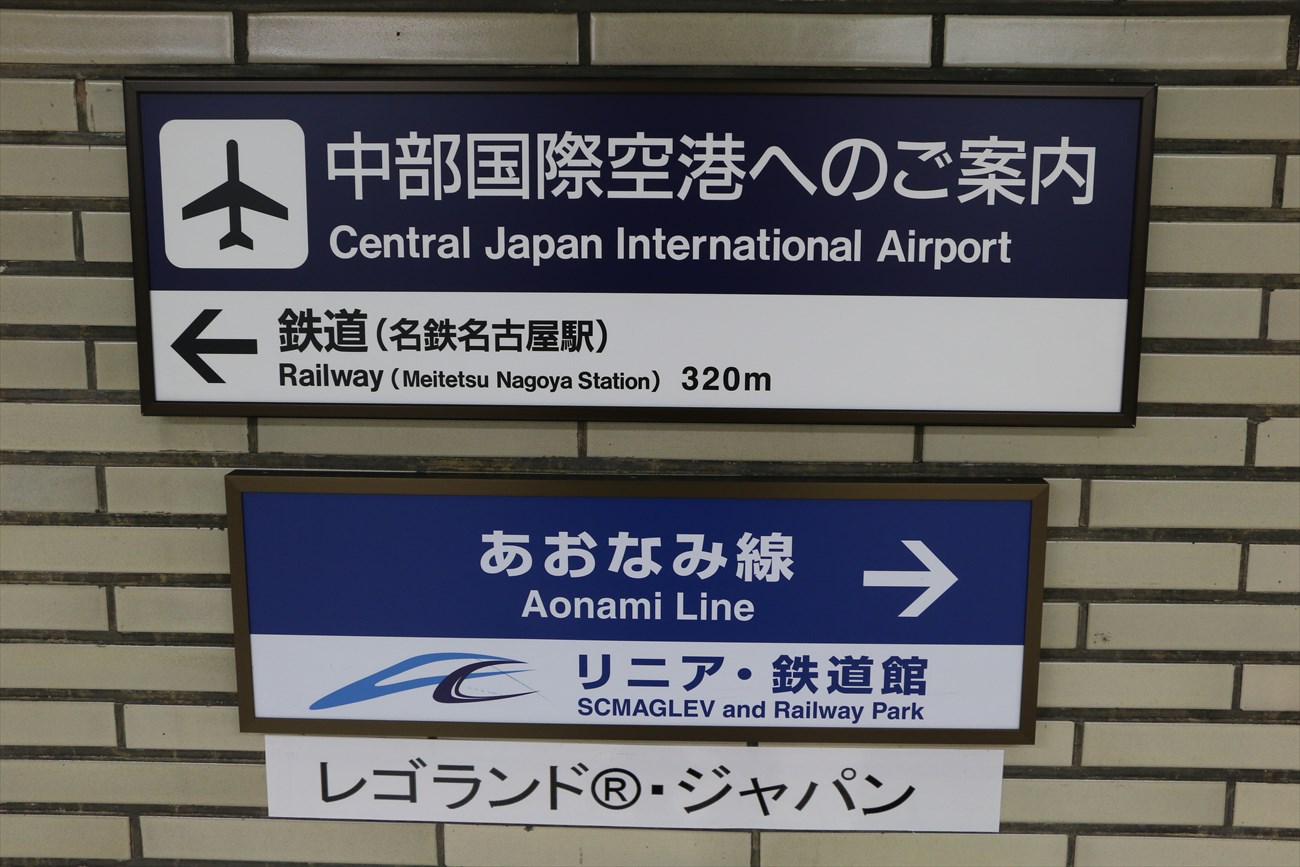 中部国際空港へのご案内
Central Japan International Airport
鉄道(名鉄名古屋駅)
Railway (Meitetsu Nagoya Station) 320m
あおなみ線
Aonami Line
リニア・鉄道館
SCMAGLEV and Railway Park
レゴランド®・ジャパン